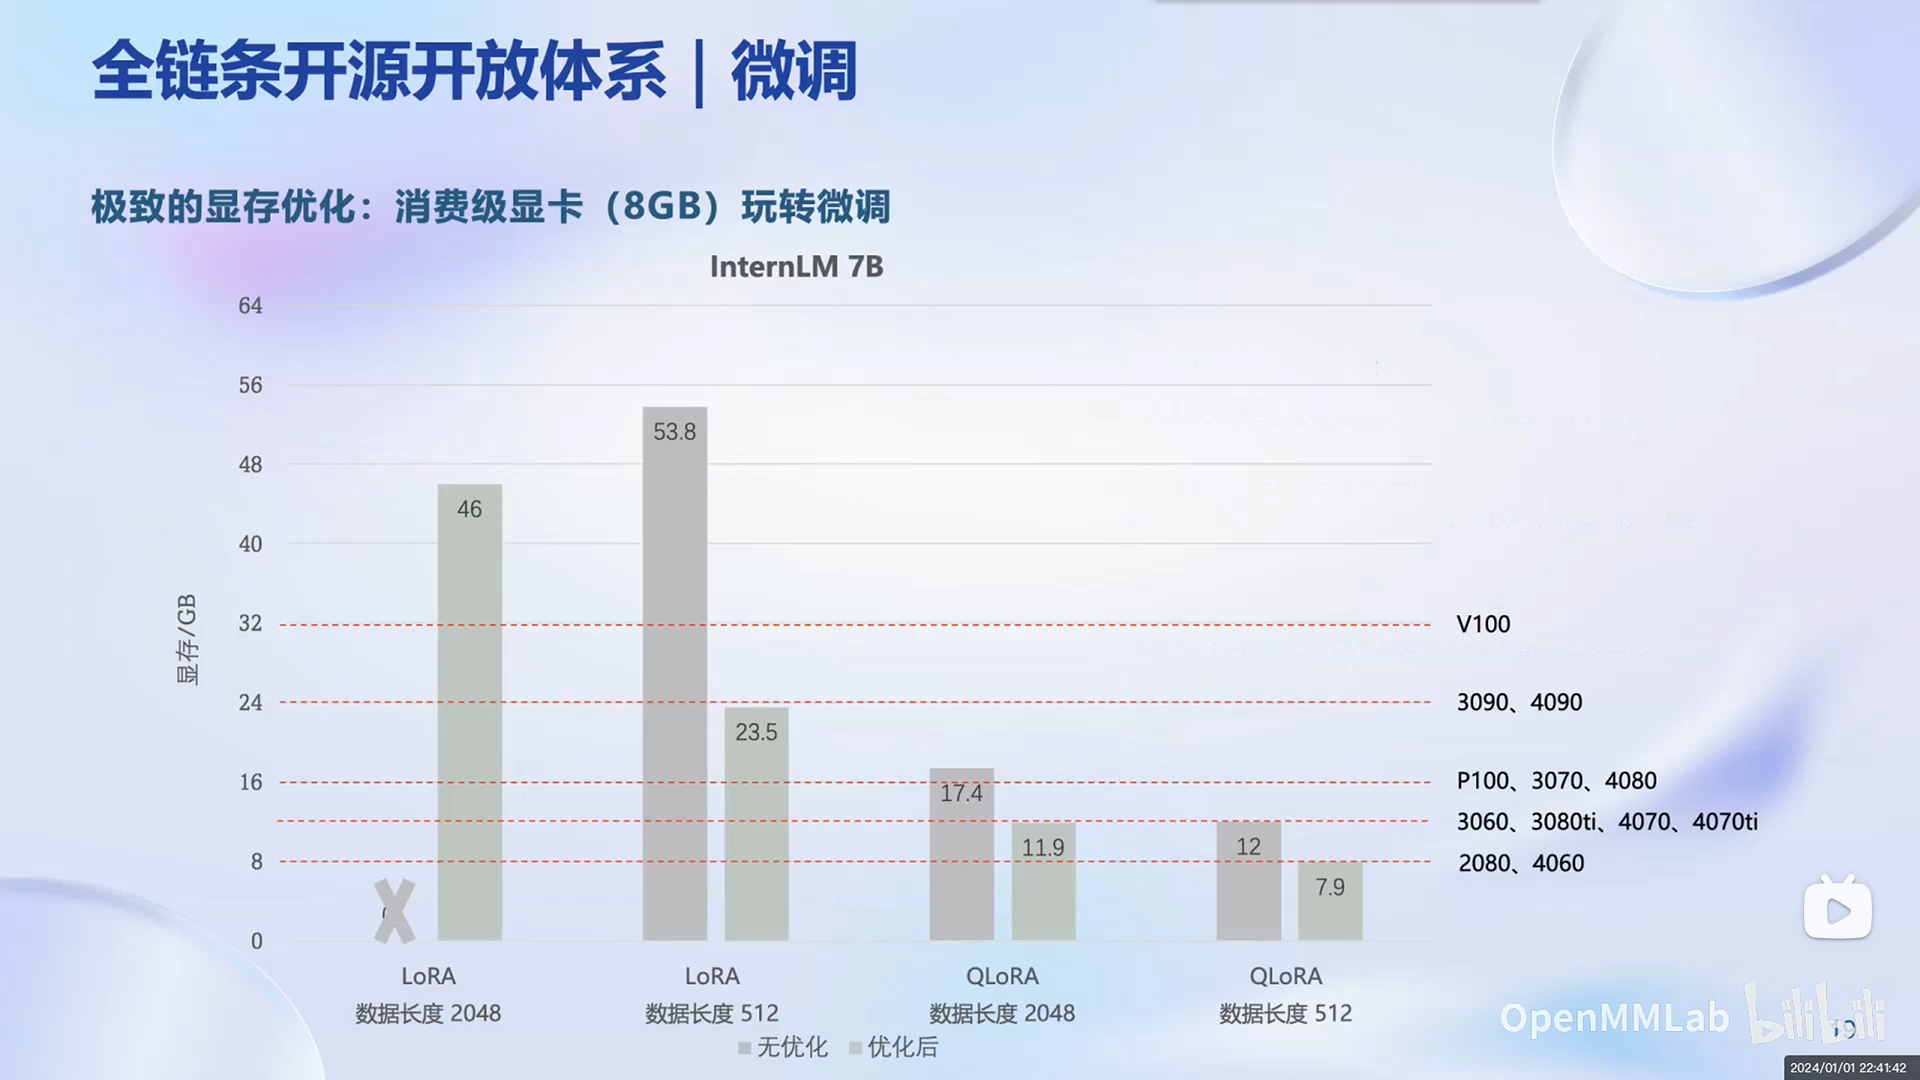 全链条开源开放体系｜微调
极致的显存优化：消费级显卡（8GB）玩转微调
InternLM 7B
显存/GB
64
56
48
40
32
24
16
8
0
46
53.8
23.5
17.4
11.9
12
7.9
V100
3090、4090
P100、3070、4080
3060、3080ti、4070、4070ti
2080、4060
LoRA
数据长度 2048
LoRA
数据长度 512
QLoRA
数据长度 2048
QLoRA
数据长度 512
无优化 优化后
OpenMMLab bilibili
19
2024/01/01 22:41:42